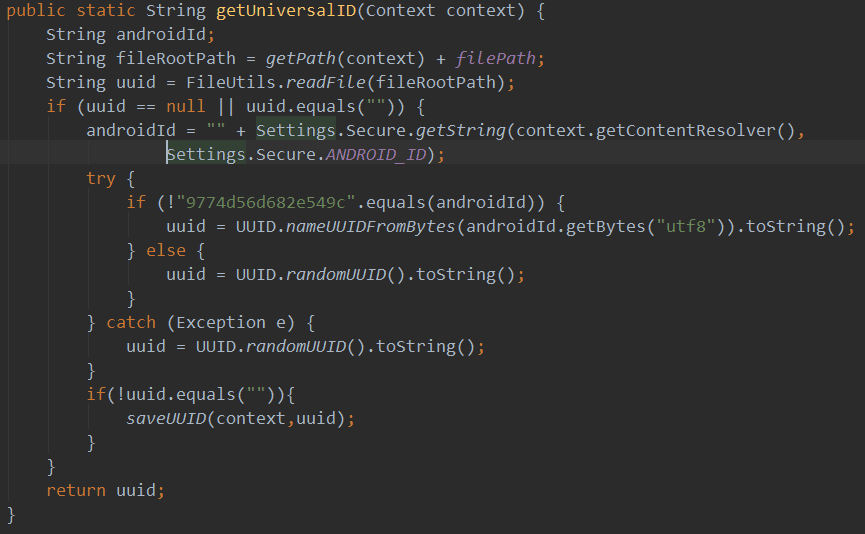 public static String getUniversalID(Context context) {
    String androidId;
    String fileRootPath = getPath(context) + filePath;
    String uuid = FileUtils.readFile(fileRootPath);
    if (uuid == null || uuid.equals("")) {
        androidId = "" + Settings.Secure.getString(context.getContentResolver(),
                Settings.Secure.ANDROID_ID);
        try {
            if (!"9774d56d682e549c".equals(androidId)) {
                uuid = UUID.nameUUIDFromBytes(androidId.getBytes("utf8")).toString();
            } else {
                uuid = UUID.randomUUID().toString();
            }
        } catch (Exception e) {
            uuid = UUID.randomUUID().toString();
        }
        if(!uuid.equals("")){
            saveUUID(context,uuid);
        }
    }
    return uuid;
}